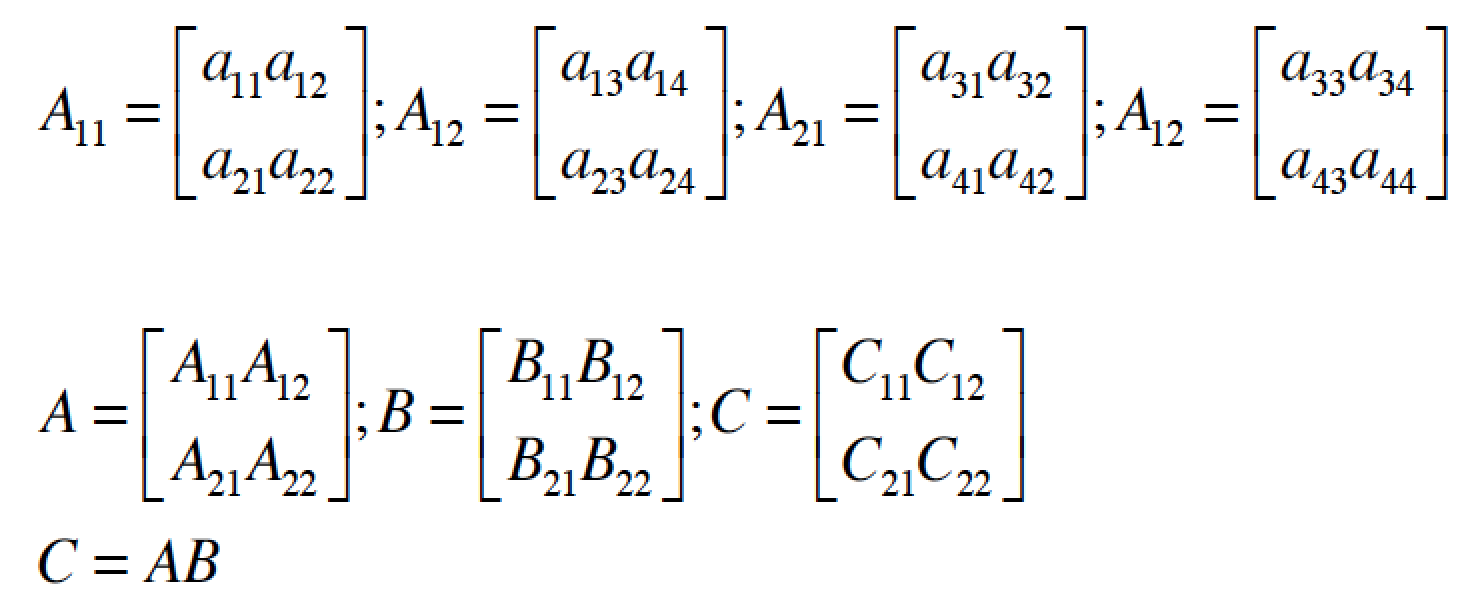 A₁₁ = [a₁₁a₁₂; A₁₂ = [a₁₃a₁₄; A₂₁ = [a₃₁a₃₂; A₁₂ = [a₃₃a₃₄
a₂₁a₂₂] a₂₃a₂₄] a₄₁a₄₂] a₄₃a₄₄]
A = [A₁₁A₁₂; B = [B₁₁B₁₂; C = [C₁₁C₁₂
A₂₁A₂₂] B₂₁B₂₂] C₂₁C₂₂]
C = AB